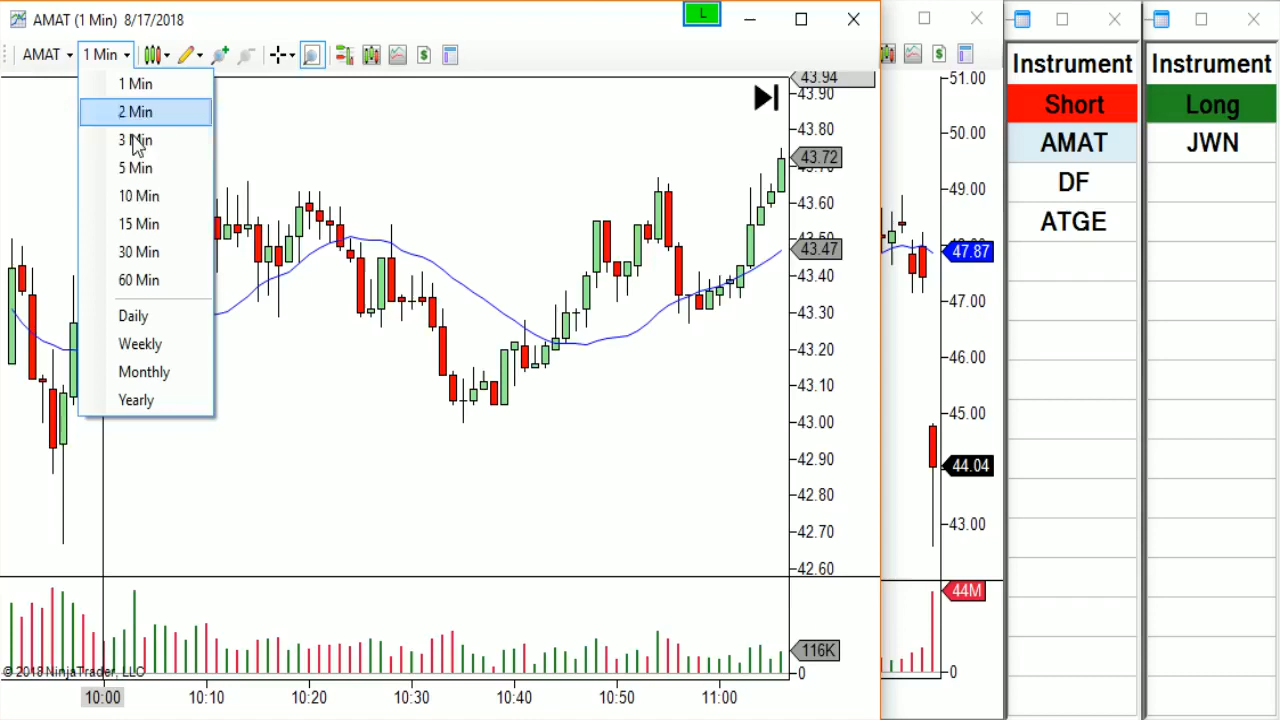 AMAT (1 Min) 8/17/2018
L
AMAT
1 Min
1 Min
2 Min
3 Min
5 Min
10 Min
15 Min
30 Min
60 Min
Daily
Weekly
Monthly
Yearly
43.94
43.90
43.80
43.72
43.60
43.50
43.47
43.40
43.30
43.20
43.10
43.00
42.90
42.80
42.70
42.60
116K
0
© 2018 NinjaTrader, LLC
10:00
10:10
10:20
10:30
10:40
10:50
11:00
51.00
50.00
49.00
47.87
47.00
46.00
45.00
44.04
43.00
44M
0
Instrument
Short
AMAT
DF
ATGE
Instrument
Long
JWN